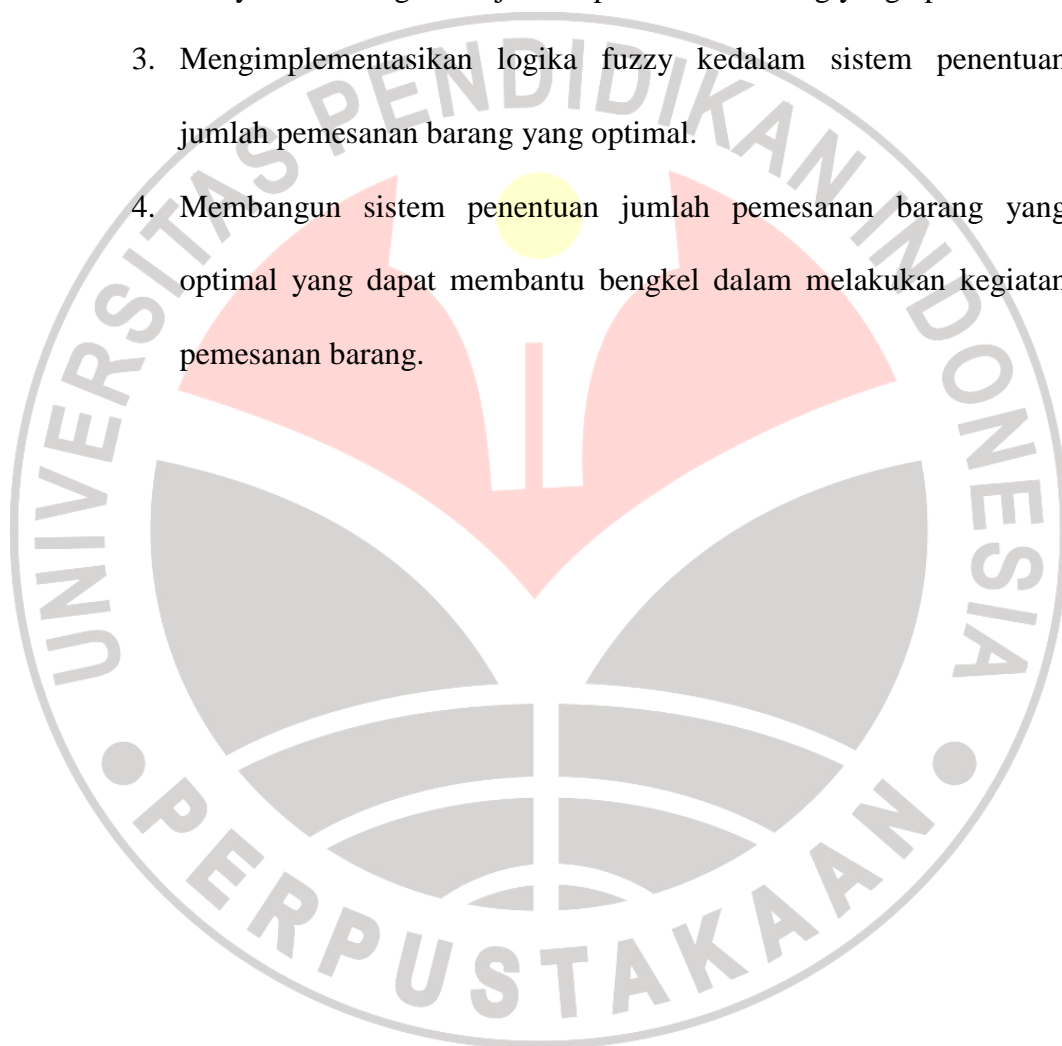 3. Mengimplementasikan logika fuzzy kedalam sistem penentuan
jumlah pemesanan barang yang optimal.
4. Membangun sistem penentuan jumlah pemesanan barang yang
optimal yang dapat membantu bengkel dalam melakukan kegiatan
pemesanan barang.
UNIVERSITAS PENDIDIKAN INDONESIA
PERPUSTAKAAN